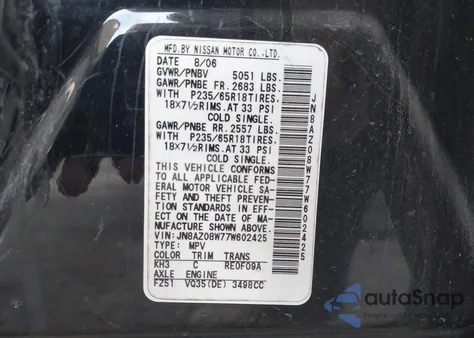 MFD.BY NISSAN MOTOR CO.,LTD.
DATE 8/06
GVWR/PNBV 5051 LBS.
GAWR/PNBE FR. 2683 LBS.
WITH P235/65R18TIRES,
18×7½RIMS,AT 33 PSI
COLD SINGLE.
GAWR/PNBE RR. 2557 LBS.
WITH P235/65R18TIRES,
18×7½RIMS,AT 33 PSI
COLD SINGLE.
THIS VEHICLE CONFORMS
TO ALL APPLICABLE FED-
ERAL MOTOR VEHICLE SA-
FETY AND THEFT PREVEN-
TION STANDARDS IN EFF-
ECT ON THE DATE OF MA-
NUFACTURE SHOWN ABOVE.
VIN:JN8AZ08W77W602425
TYPE: MPV
COLOR TRIM TRANS
KH3 C RE0F09A
AXLE ENGINE
FZ51 VQ35(DE) 3498CC
JN8AZ08W77W602425
autoSnap